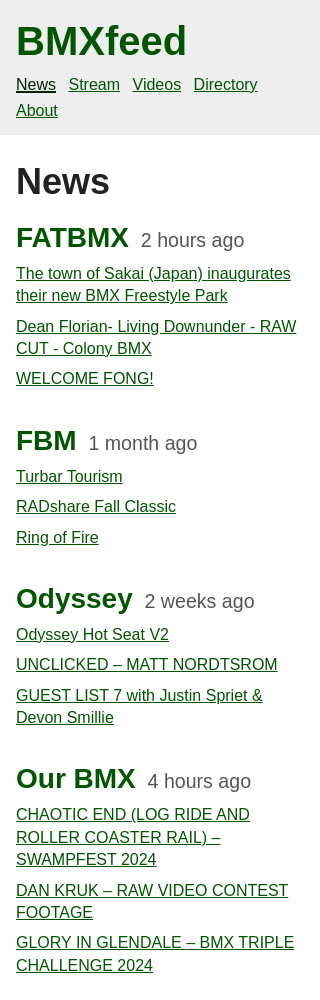 BMXfeed
News Stream Videos Directory
About
News
FATBMX 2 hours ago
The town of Sakai (Japan) inaugurates
their new BMX Freestyle Park
Dean Florian- Living Downunder - RAW
CUT - Colony BMX
WELCOME FONG!
FBM 1 month ago
Turbar Tourism
RADshare Fall Classic
Ring of Fire
Odyssey 2 weeks ago
Odyssey Hot Seat V2
UNCLICKED – MATT NORDTSROM
GUEST LIST 7 with Justin Spriet &
Devon Smillie
Our BMX 4 hours ago
CHAOTIC END (LOG RIDE AND
ROLLER COASTER RAIL) –
SWAMPFEST 2024
DAN KRUK – RAW VIDEO CONTEST
FOOTAGE
GLORY IN GLENDALE – BMX TRIPLE
CHALLENGE 2024